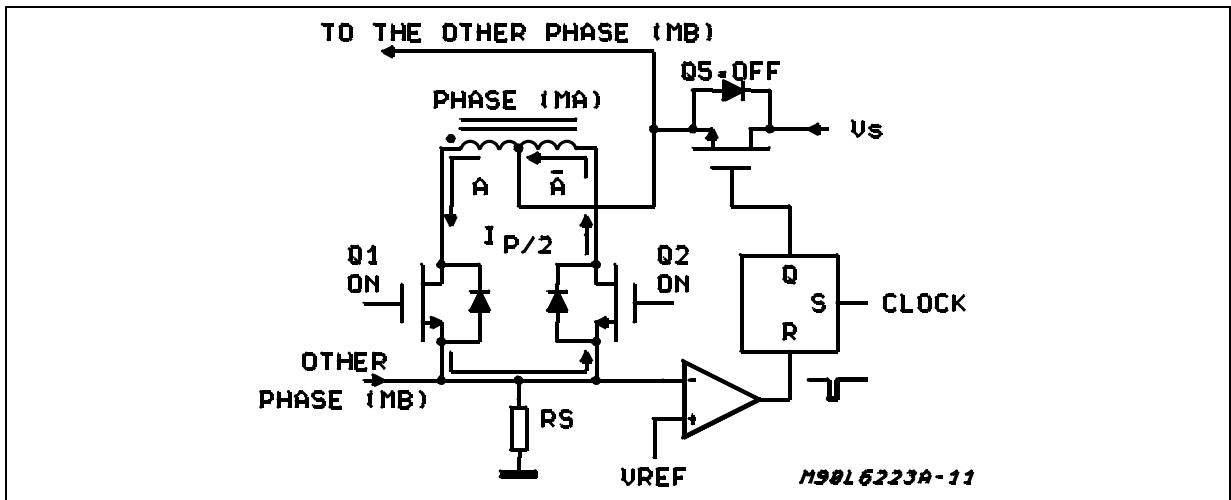 TO THE OTHER PHASE (MB)
Q5=OFF
PHASE (MA)
Vs
A
Ā
I P/2
Q1
ON
Q2
ON
Q
S
CLOCK
R
OTHER
PHASE (MB)
-
+
RS
VREF
M90L6223A-11